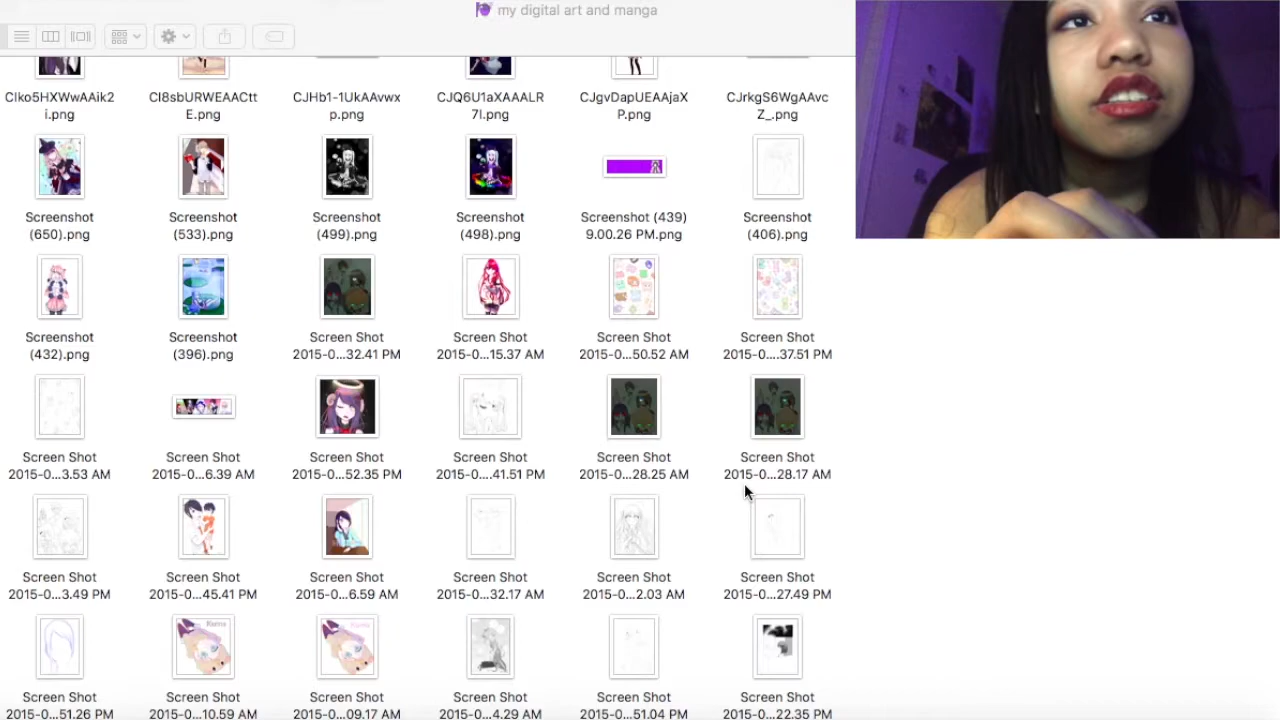 my digital art and manga
CIko5HXWwAAik2
i.png
CI8sbURWEAACtt
E.png
CJHb1-1UkAAvwx
p.png
CJQ6U1aXAAALR
7l.png
CJgvDapUEAAjaX
P.png
CJrkgS6WgAAvc
Z_.png
Screenshot
(650).png
Screenshot
(533).png
Screenshot
(499).png
Screenshot
(498).png
Screenshot (439)
9.00.26 PM.png
Screenshot
(406).png
Screenshot
(432).png
Screenshot
(396).png
Screen Shot
2015-0...32.41 PM
Screen Shot
2015-0...15.37 AM
Screen Shot
2015-0...50.52 AM
Screen Shot
2015-0....37.51 PM
Screen Shot
2015-0...3.53 AM
Screen Shot
2015-0...6.39 AM
Screen Shot
2015-0...52.35 PM
Screen Shot
2015-0....41.51 PM
Screen Shot
2015-0...28.25 AM
Screen Shot
2015-0...28.17 AM
Screen Shot
2015-0...3.49 PM
Screen Shot
2015-0...45.41 PM
Screen Shot
2015-0...6.59 AM
Screen Shot
2015-0...32.17 AM
Screen Shot
2015-0...2.03 AM
Screen Shot
2015-0...27.49 PM
Screen Shot
2015-0...51.26 PM
Screen Shot
2015-0...10.59 AM
Screen Shot
2015-0...09.17 AM
Screen Shot
2015-0...4.29 AM
Screen Shot
2015-0...51.04 PM
Screen Shot
2015-0...22.35 PM